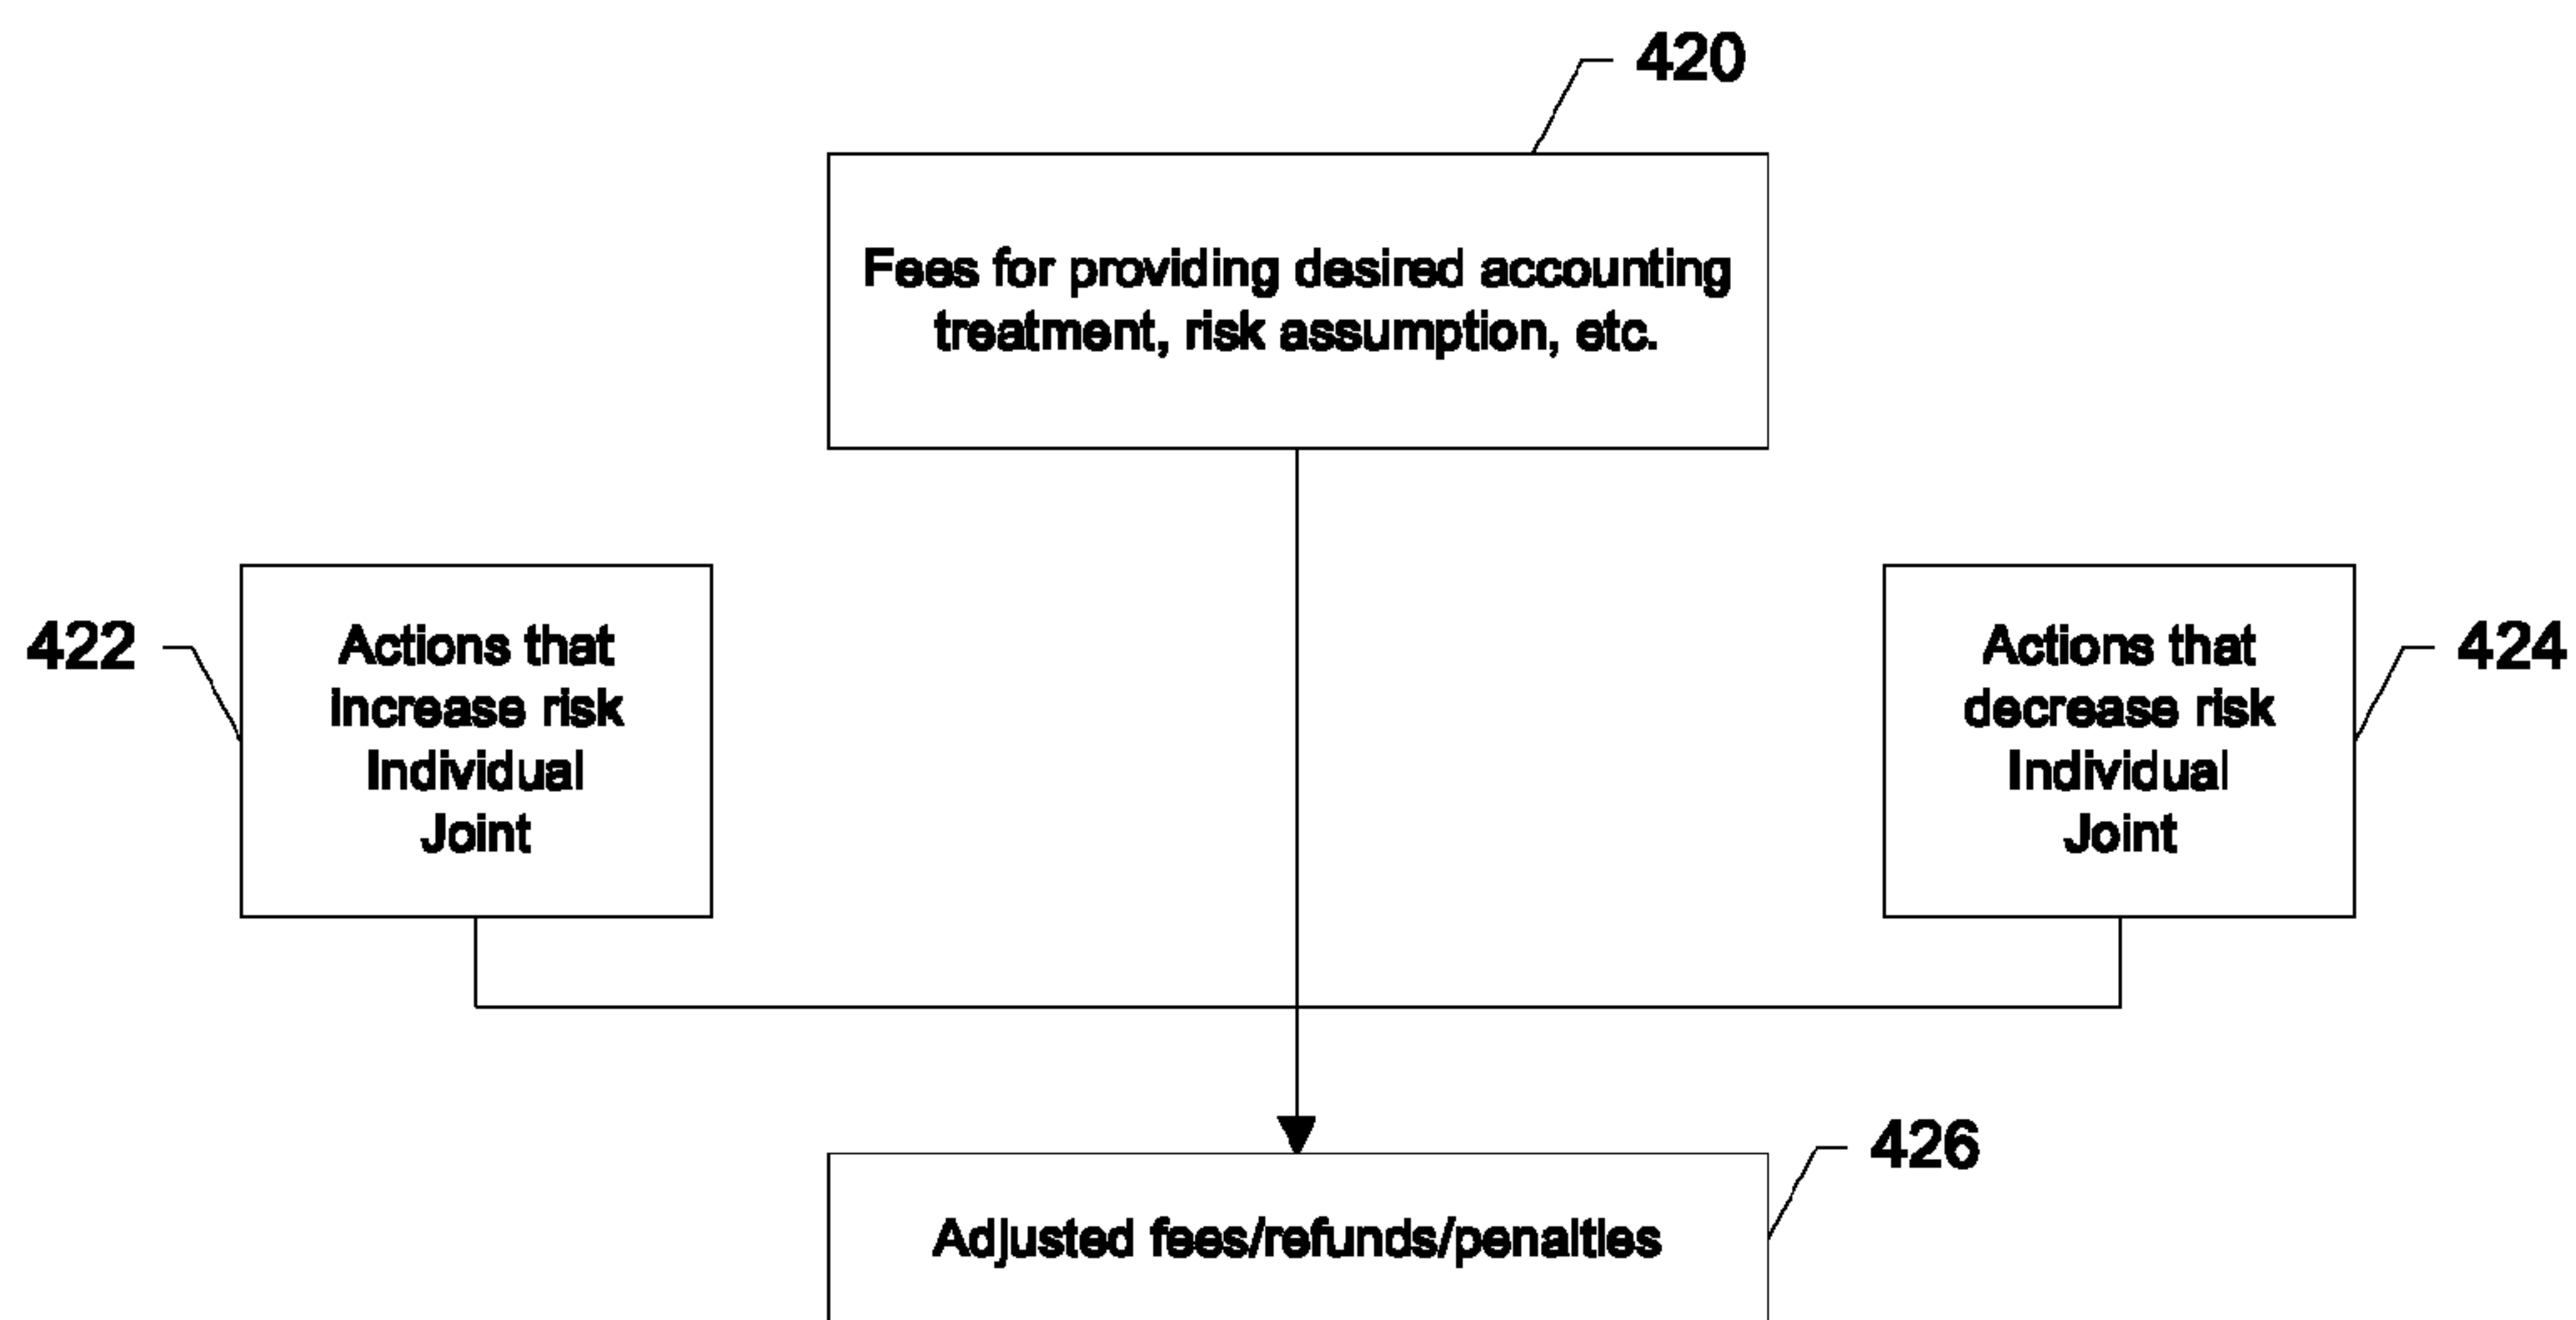 420
Fees for providing desired accounting
treatment, risk assumption, etc.
422
Actions that
increase risk
Individual
Joint
Actions that
decrease risk
Individual
Joint
424
426
Adjusted fees/refunds/penalties